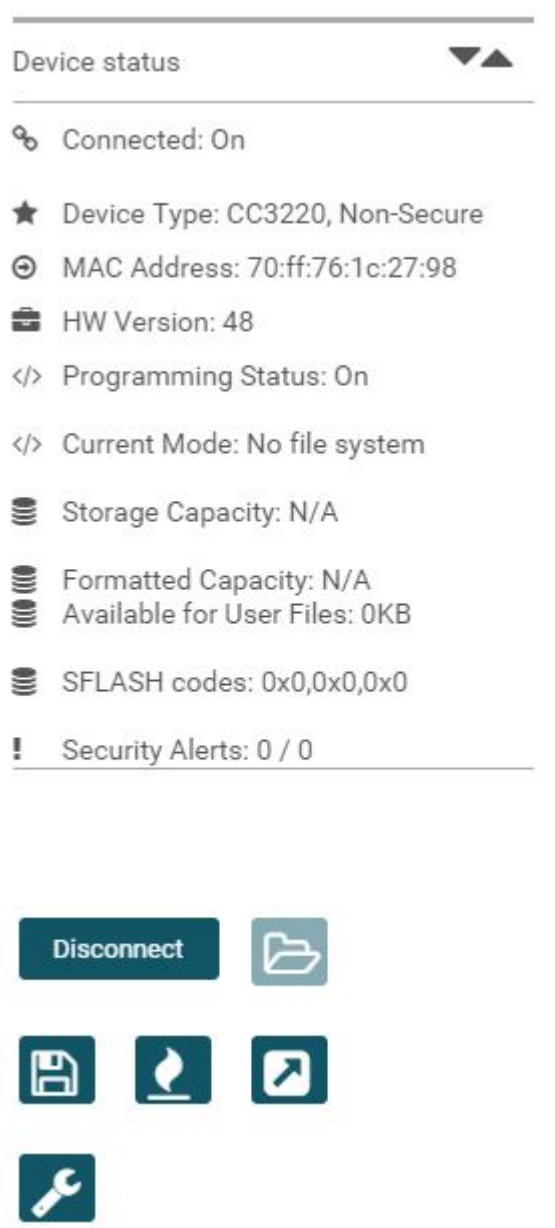 Device status
Connected: On
Device Type: CC3220, Non-Secure
MAC Address: 70:ff:76:1c:27:98
HW Version: 48
Programming Status: On
Current Mode: No file system
Storage Capacity: N/A
Formatted Capacity: N/A
Available for User Files: 0KB
SFLASH codes: 0x0,0x0,0x0
Security Alerts: 0 / 0
Disconnect